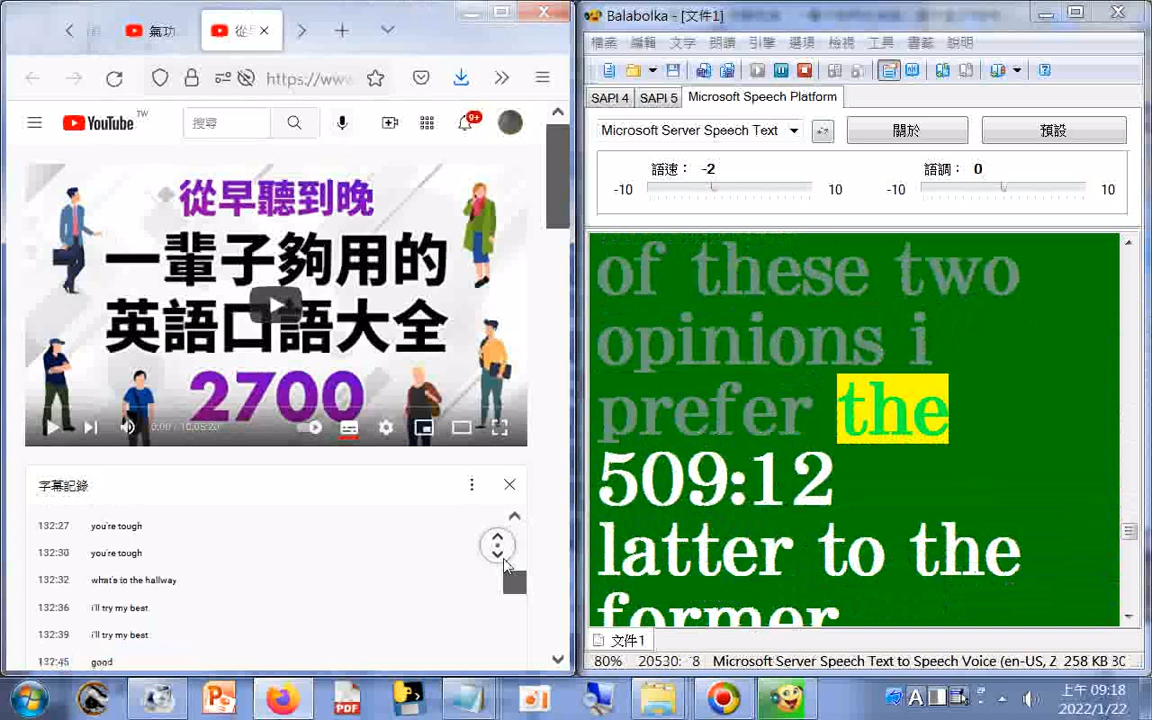 氣功
從
https://www
YouTube TW
搜尋
9+
從早聽到晚
一輩子夠用的
英語口語大全
2700
0:00 / 10:05:20
字幕記錄
132:27 you're tough
132:30 you're tough
132:32 what's to the hallway
132:36 i'll try my best
132:39 i'll try my best
132:45 good
Balabolka - [文件1]
檔案 編輯 文字 朗讀 引擎 選項 檢視 工具 書籤 說明
SAPI 4 SAPI 5 Microsoft Speech Platform
Microsoft Server Speech Text
關於
預設
語速： -2
語調： 0
-10 10 -10 10
of these two
opinions i
prefer the
509:12
latter to the
former
文件1
80% 20530: 8 Microsoft Server Speech Text to Speech Voice (en-US, Z 258 KB 30
PDF
A
上午 09:18
2022/1/22